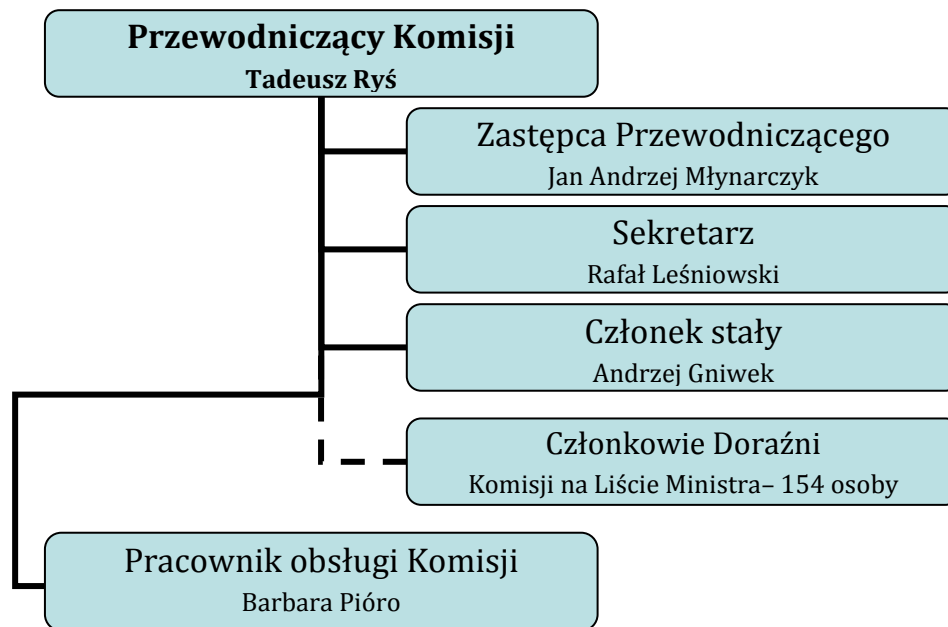 Przewodniczący Komisji
Tadeusz Ryś
Zastępca Przewodniczącego
Jan Andrzej Młynarczyk
Sekretarz
Rafał Leśniowski
Członek stały
Andrzej Gniwek
Członkowie Doraźni
Komisji na Liście Ministra– 154 osoby
Pracownik obsługi Komisji
Barbara Pióro